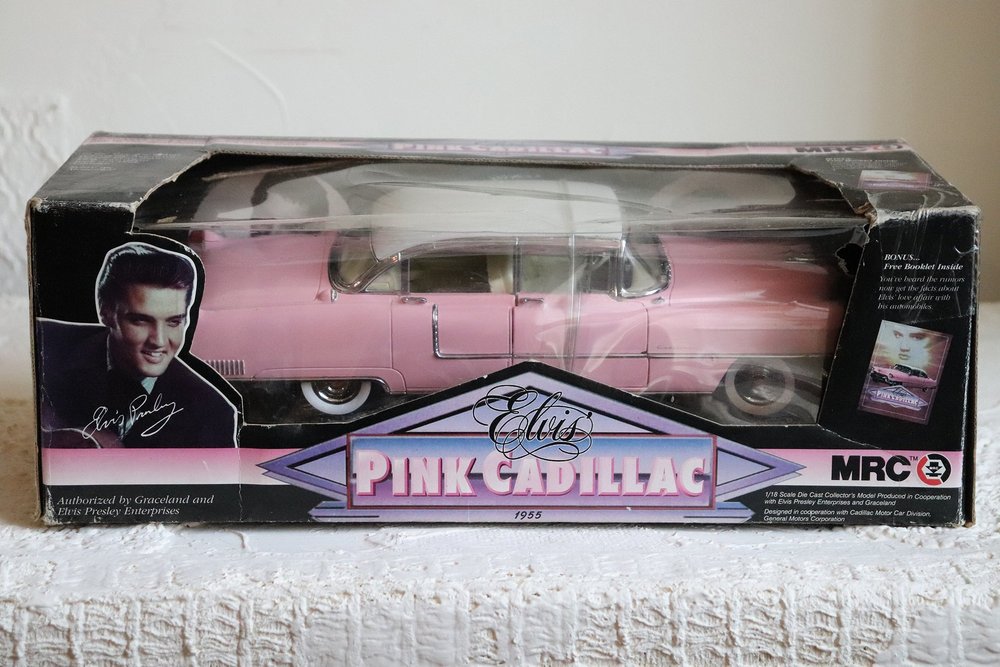 PINK CADILLAC
MRC
BONUS...
Free Booklet Inside
You've heard the rumors
now get the facts about
Elvis' love affair with
his automobiles.
PINK CADILLAC
Elvis Presley
Elvis
PINK CADILLAC
1955
MRC™
Authorized by Graceland and
Elvis Presley Enterprises
1/18 Scale Die Cast Collector's Model Produced in Cooperation
with Elvis Presley Enterprises and Graceland
Designed in cooperation with Cadillac Motor Car Division,
General Motors Corporation